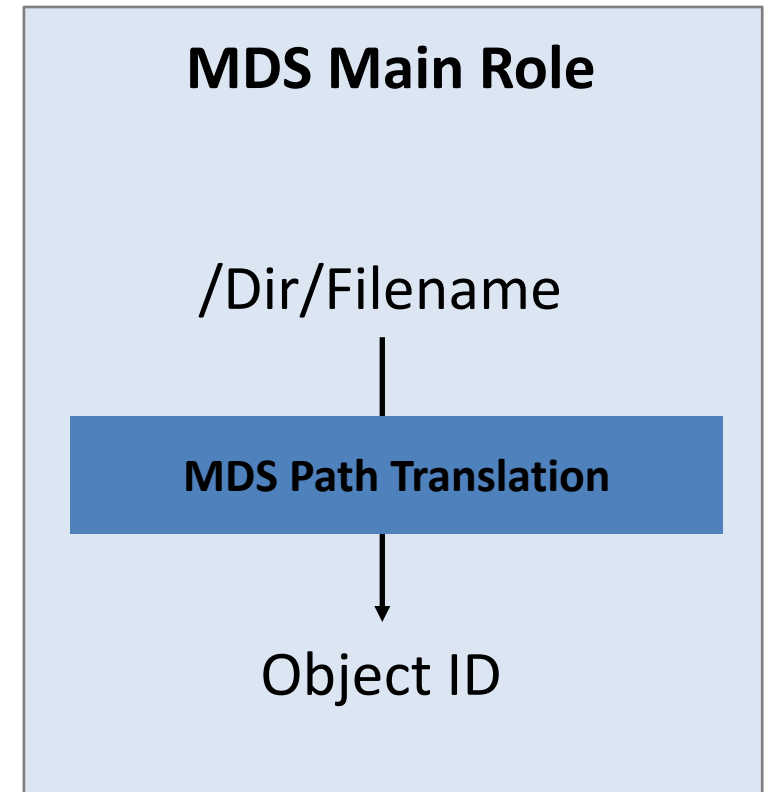 MDS Main Role
/Dir/Filename
MDS Path Translation
Object ID